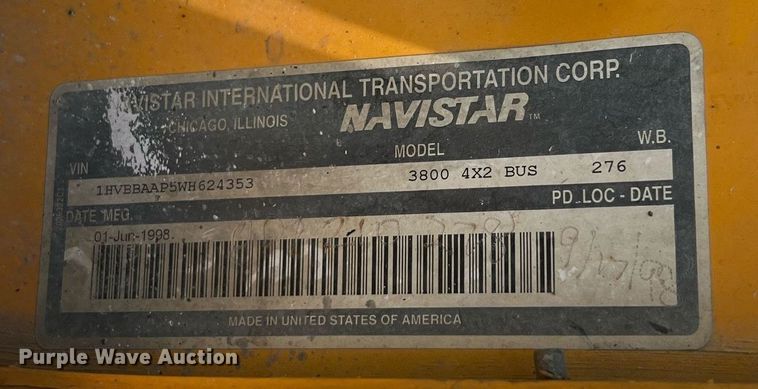 NAVISTAR INTERNATIONAL TRANSPORTATION CORP.
CHICAGO, ILLINOIS NAVISTAR TM
VIN MODEL W.B.
1HVBBAAP5WH624353 3800 4X2 BUS 276
DATE MFG. PD. LOC - DATE
01-Jun-1998
MADE IN UNITED STATES OF AMERICA
Purple Wave Auction